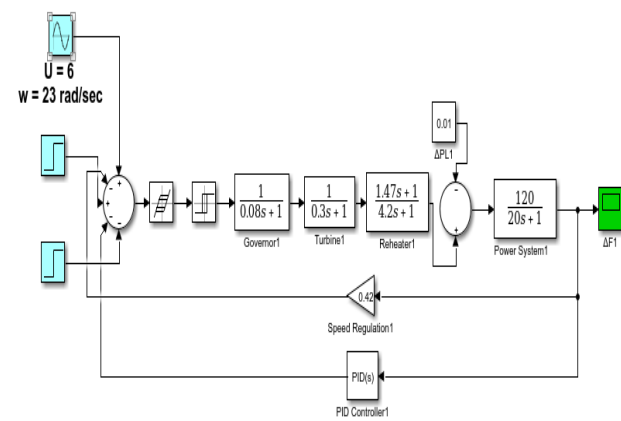 U = 6
w = 23 rad/sec
0.01
ΔPL1
1
0.08s + 1
Governor1
1
0.3s + 1
Turbine1
1.47s + 1
4.2s + 1
Reheater1
120
20s + 1
Power System1
ΔF1
0.42
Speed Regulation1
PID(s)
PID Controller1